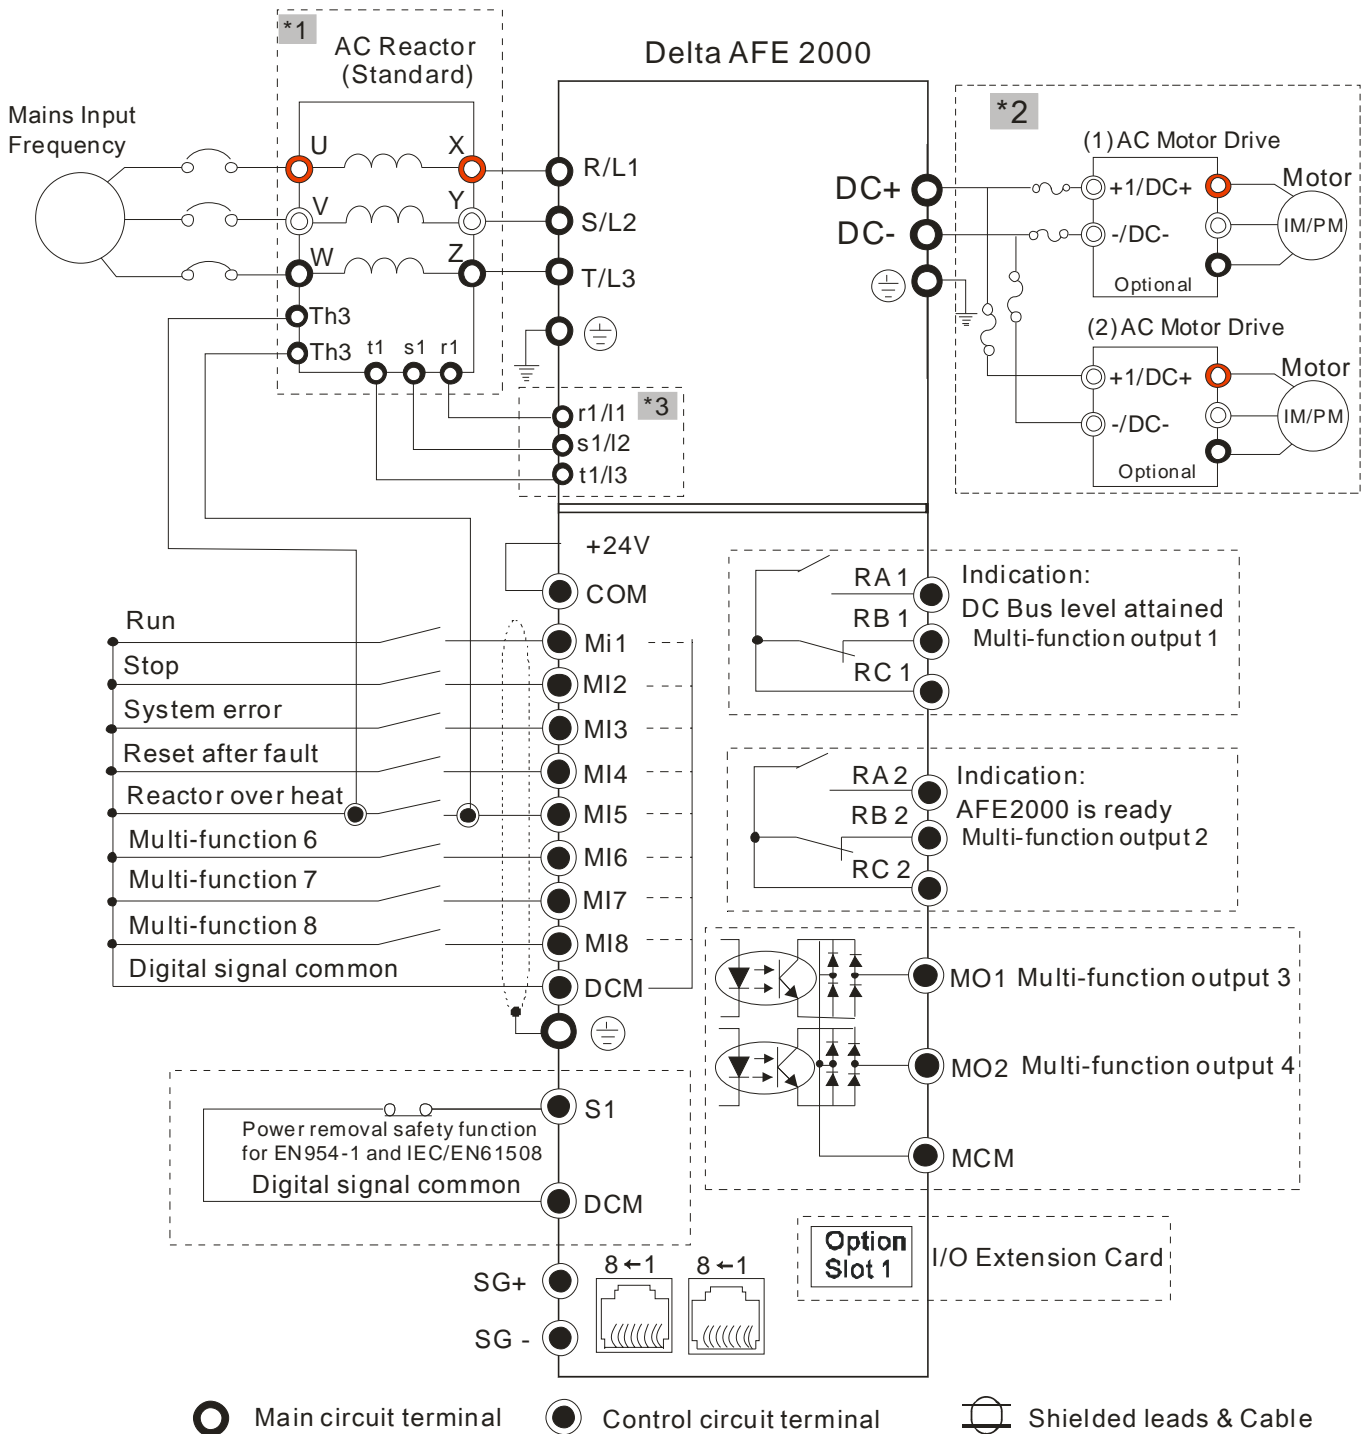 *1
AC Reactor
(Standard)
Delta AFE 2000
Mains Input
Frequency
U
X
V
Y
W
Z
Th3
Th3
t1
s1
r1
R/L1
S/L2
T/L3
r1/l1
*3
s1/l2
t1/l3
DC+
DC-
*2
(1) AC Motor Drive
+1/DC+
-/DC-
Optional
Motor
IM/PM
(2) AC Motor Drive
+1/DC+
-/DC-
Optional
Motor
IM/PM
+24V
COM
Run
Mi1
Stop
MI2
System error
MI3
Reset after fault
MI4
Reactor over heat
MI5
Multi-function 6
MI6
Multi-function 7
MI7
Multi-function 8
MI8
Digital signal common
DCM
RA1
RB1
RC1
Indication:
DC Bus level attained
Multi-function output 1
RA2
RB2
RC2
Indication:
AFE2000 is ready
Multi-function output 2
MO1 Multi-function output 3
MO2 Multi-function output 4
MCM
S1
Power removal safety function
for EN954-1 and IEC/EN61508
Digital signal common
DCM
Option
Slot 1
I/O Extension Card
SG+
SG -
8←1
8←1
Main circuit terminal
Control circuit terminal
Shielded leads & Cable